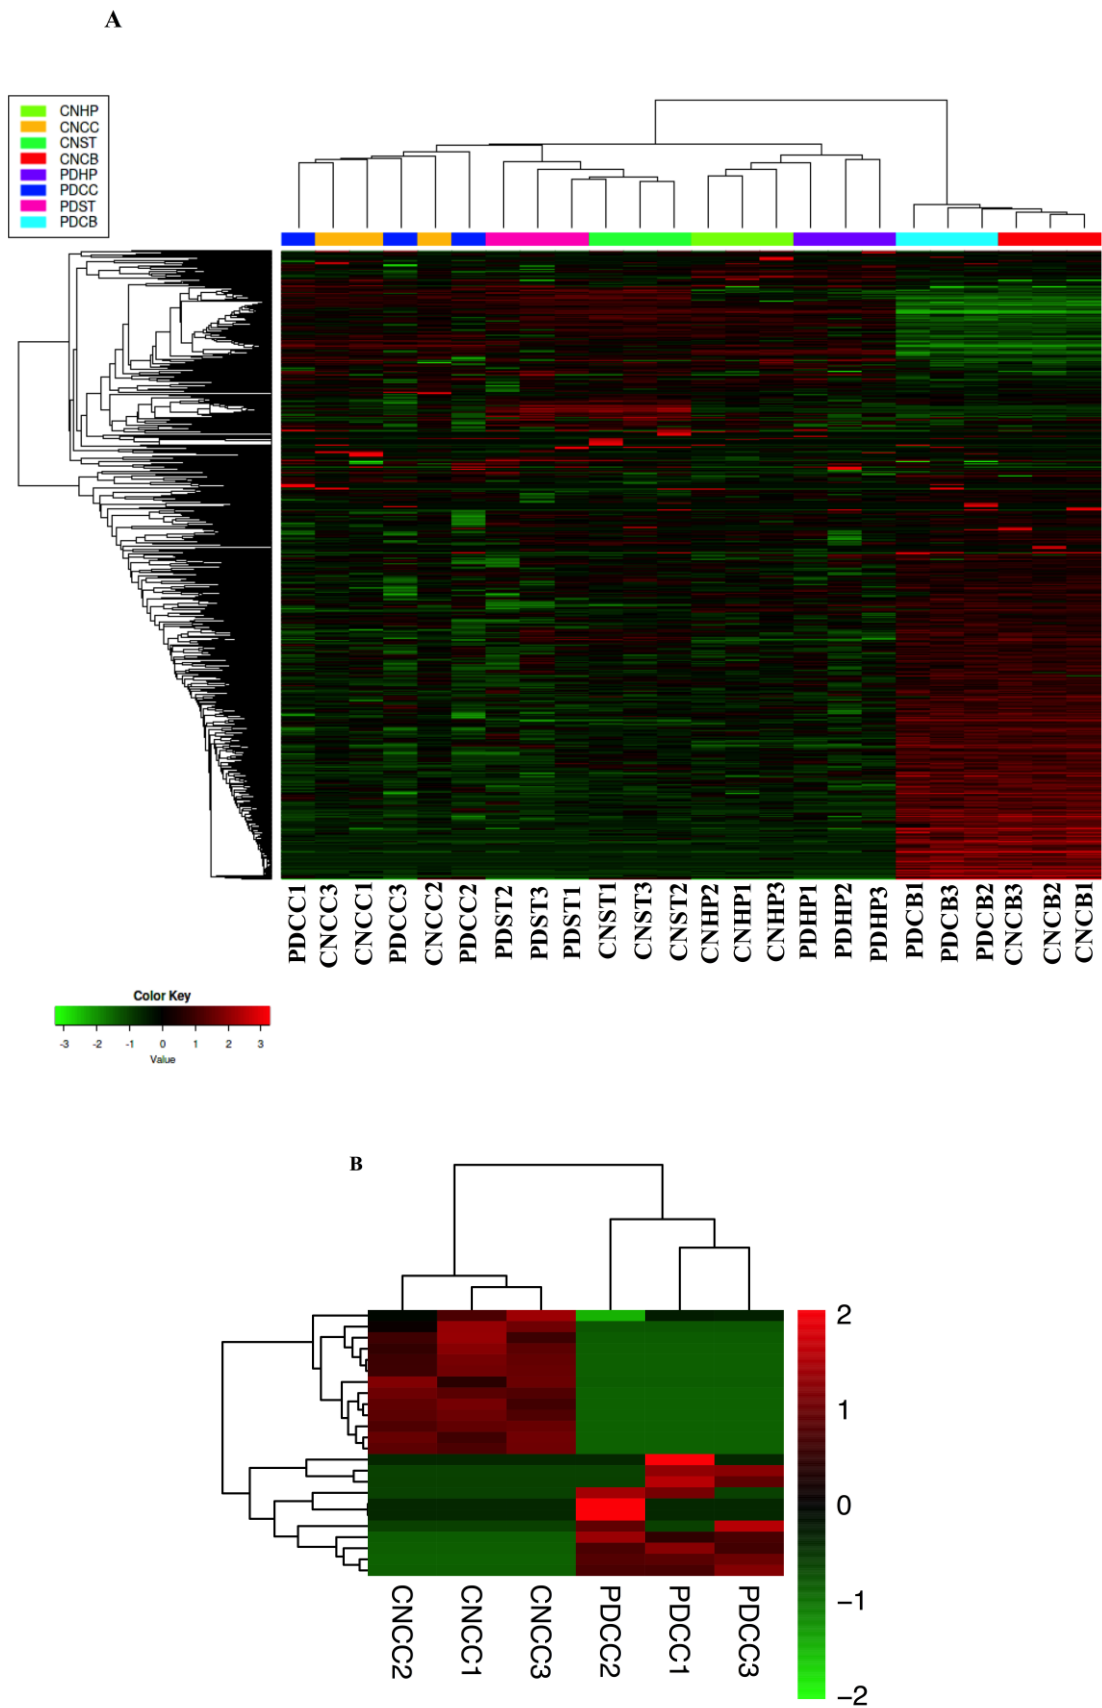 A
CNHP
CNCC
CNST
CNCB
PDHP
PDCC
PDST
PDCB
PDCC1
CNCC3
CNCC1
PDCC3
CNCC2
PDCC2
PDST2
PDST3
PDST1
CNST1
CNST3
CNST2
CNHP2
CNHP1
CNHP3
PDHP1
PDHP2
PDHP3
PDCB1
PDCB3
PDCB2
CNCB3
CNCB2
CNCB1
Color Key
-3 -2 -1 0 1 2 3
Value
B
2
1
0
−1
−2
CNCC2
CNCC1
CNCC3
PDCC2
PDCC1
PDCC3